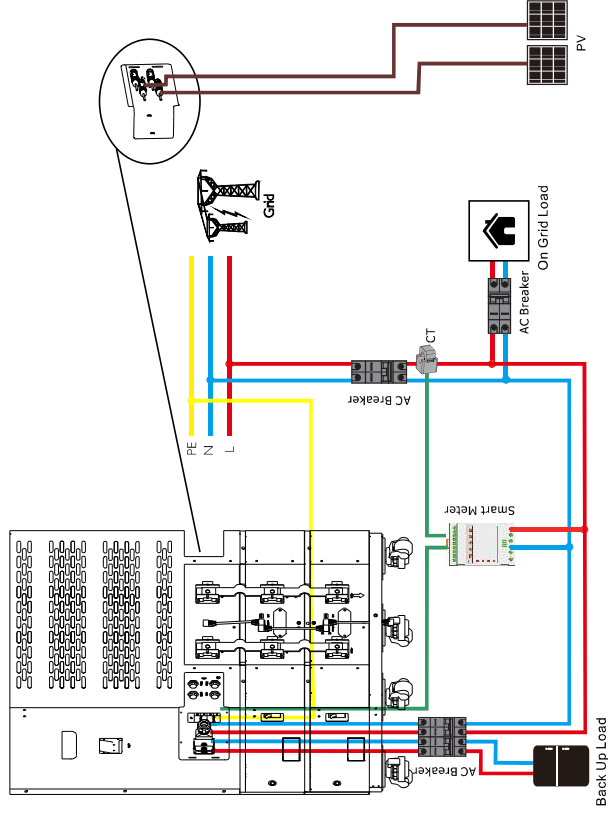 PV
Grid
On Grid Load
AC Breaker
CT
AC Breaker
PE
N
L
Smart Meter
AC Breaker
Back Up Load